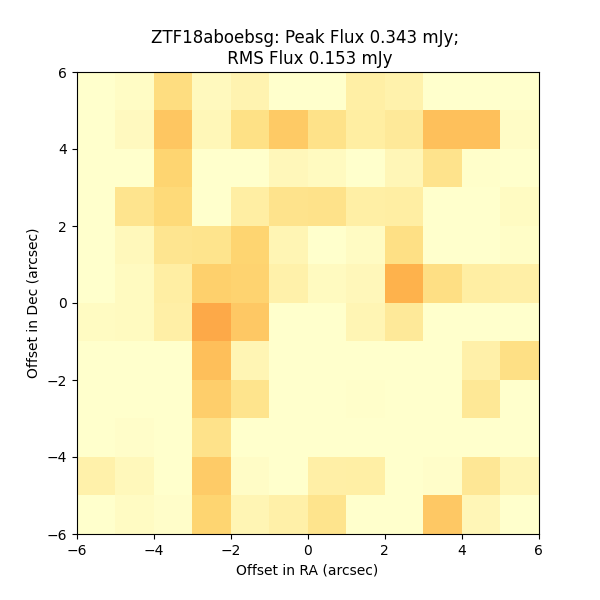 ZTF18aboebsg: Peak Flux 0.343 mJy;
RMS Flux 0.153 mJy
6
4
2
0
−2
−4
−6
Offset in Dec (arcsec)
−6 −4 −2 0 2 4 6
Offset in RA (arcsec)